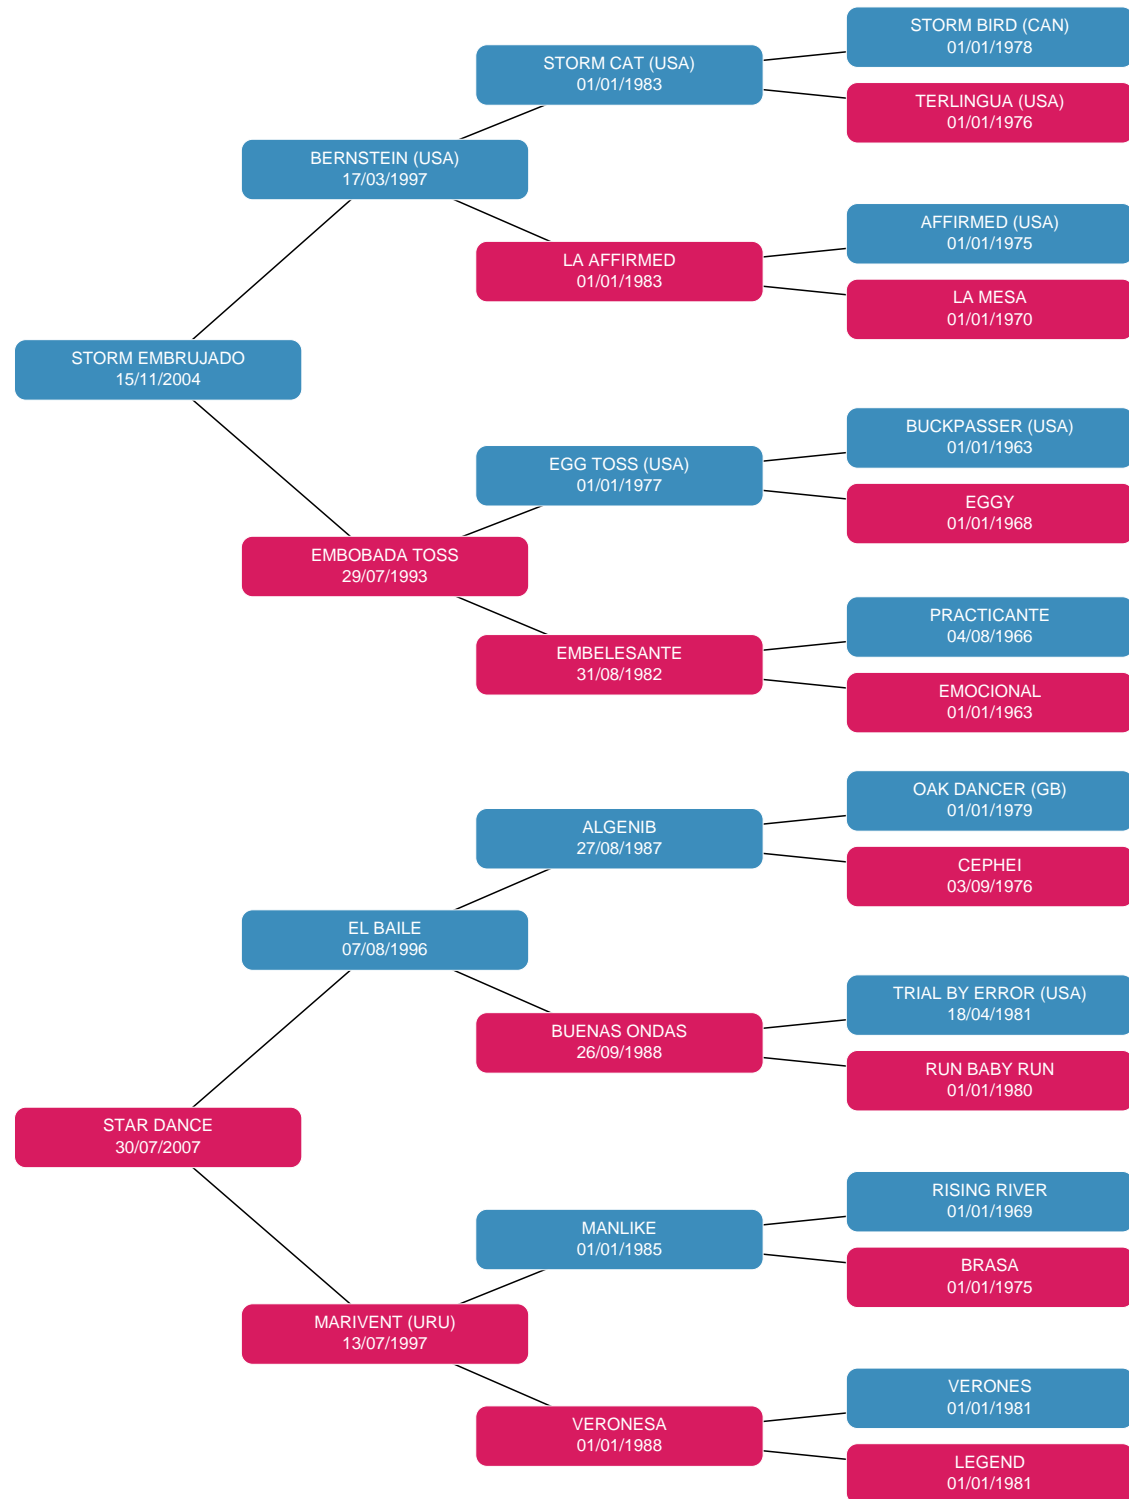 STORM BIRD (CAN)
01/01/1978
STORM CAT (USA)
01/01/1983
TERLINGUA (USA)
01/01/1976
BERNSTEIN (USA)
17/03/1997
AFFIRMED (USA)
01/01/1975
LA AFFIRMED
01/01/1983
LA MESA
01/01/1970
STORM EMBRUJADO
15/11/2004
BUCKPASSER (USA)
01/01/1963
EGG TOSS (USA)
01/01/1977
EGGY
01/01/1968
EMBOBADA TOSS
29/07/1993
PRACTICANTE
04/08/1966
EMBELESANTE
31/08/1982
EMOCIONAL
01/01/1963
OAK DANCER (GB)
01/01/1979
ALGENIB
27/08/1987
CEPHEI
03/09/1976
EL BAILE
07/08/1996
TRIAL BY ERROR (USA)
18/04/1981
BUENAS ONDAS
26/09/1988
RUN BABY RUN
01/01/1980
STAR DANCE
30/07/2007
RISING RIVER
01/01/1969
MANLIKE
01/01/1985
BRASA
01/01/1975
MARIVENT (URU)
13/07/1997
VERONES
01/01/1981
VERONESA
01/01/1988
LEGEND
01/01/1981